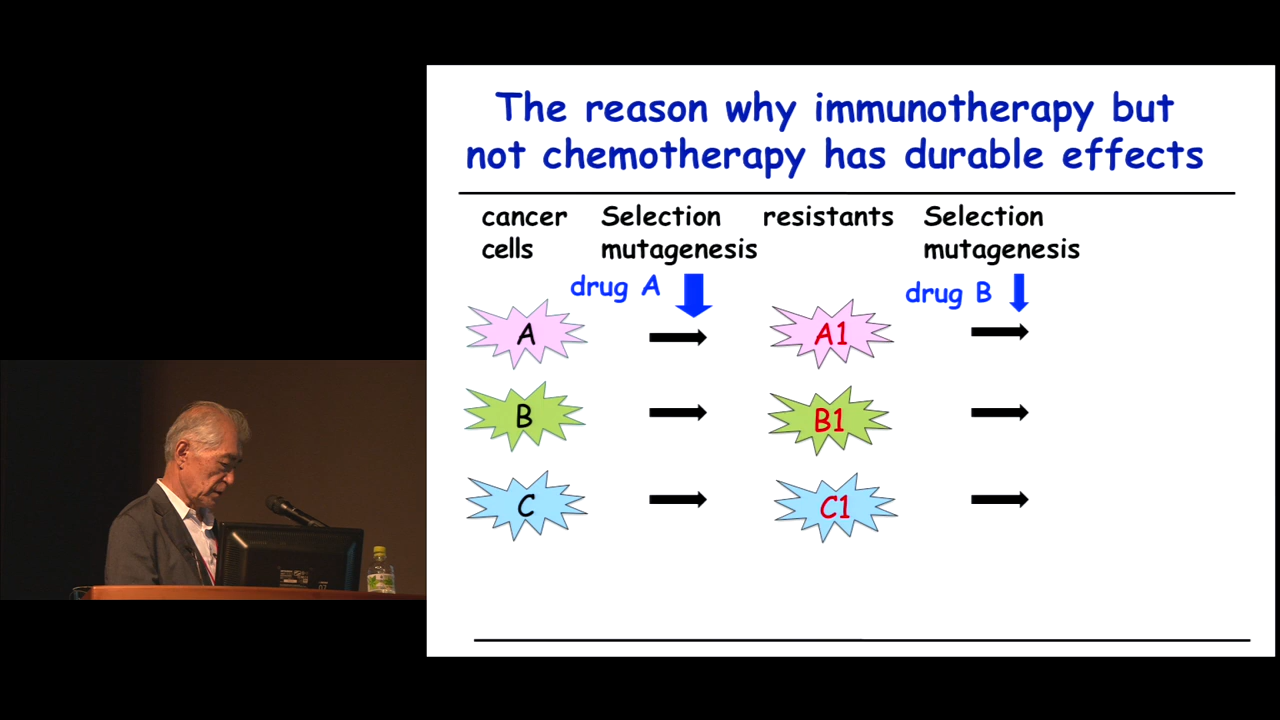 The reason why immunotherapy but
not chemotherapy has durable effects
cancer cells
Selection mutagenesis
resistants
Selection mutagenesis
drug A
drug B
A
A1
B
B1
C
C1